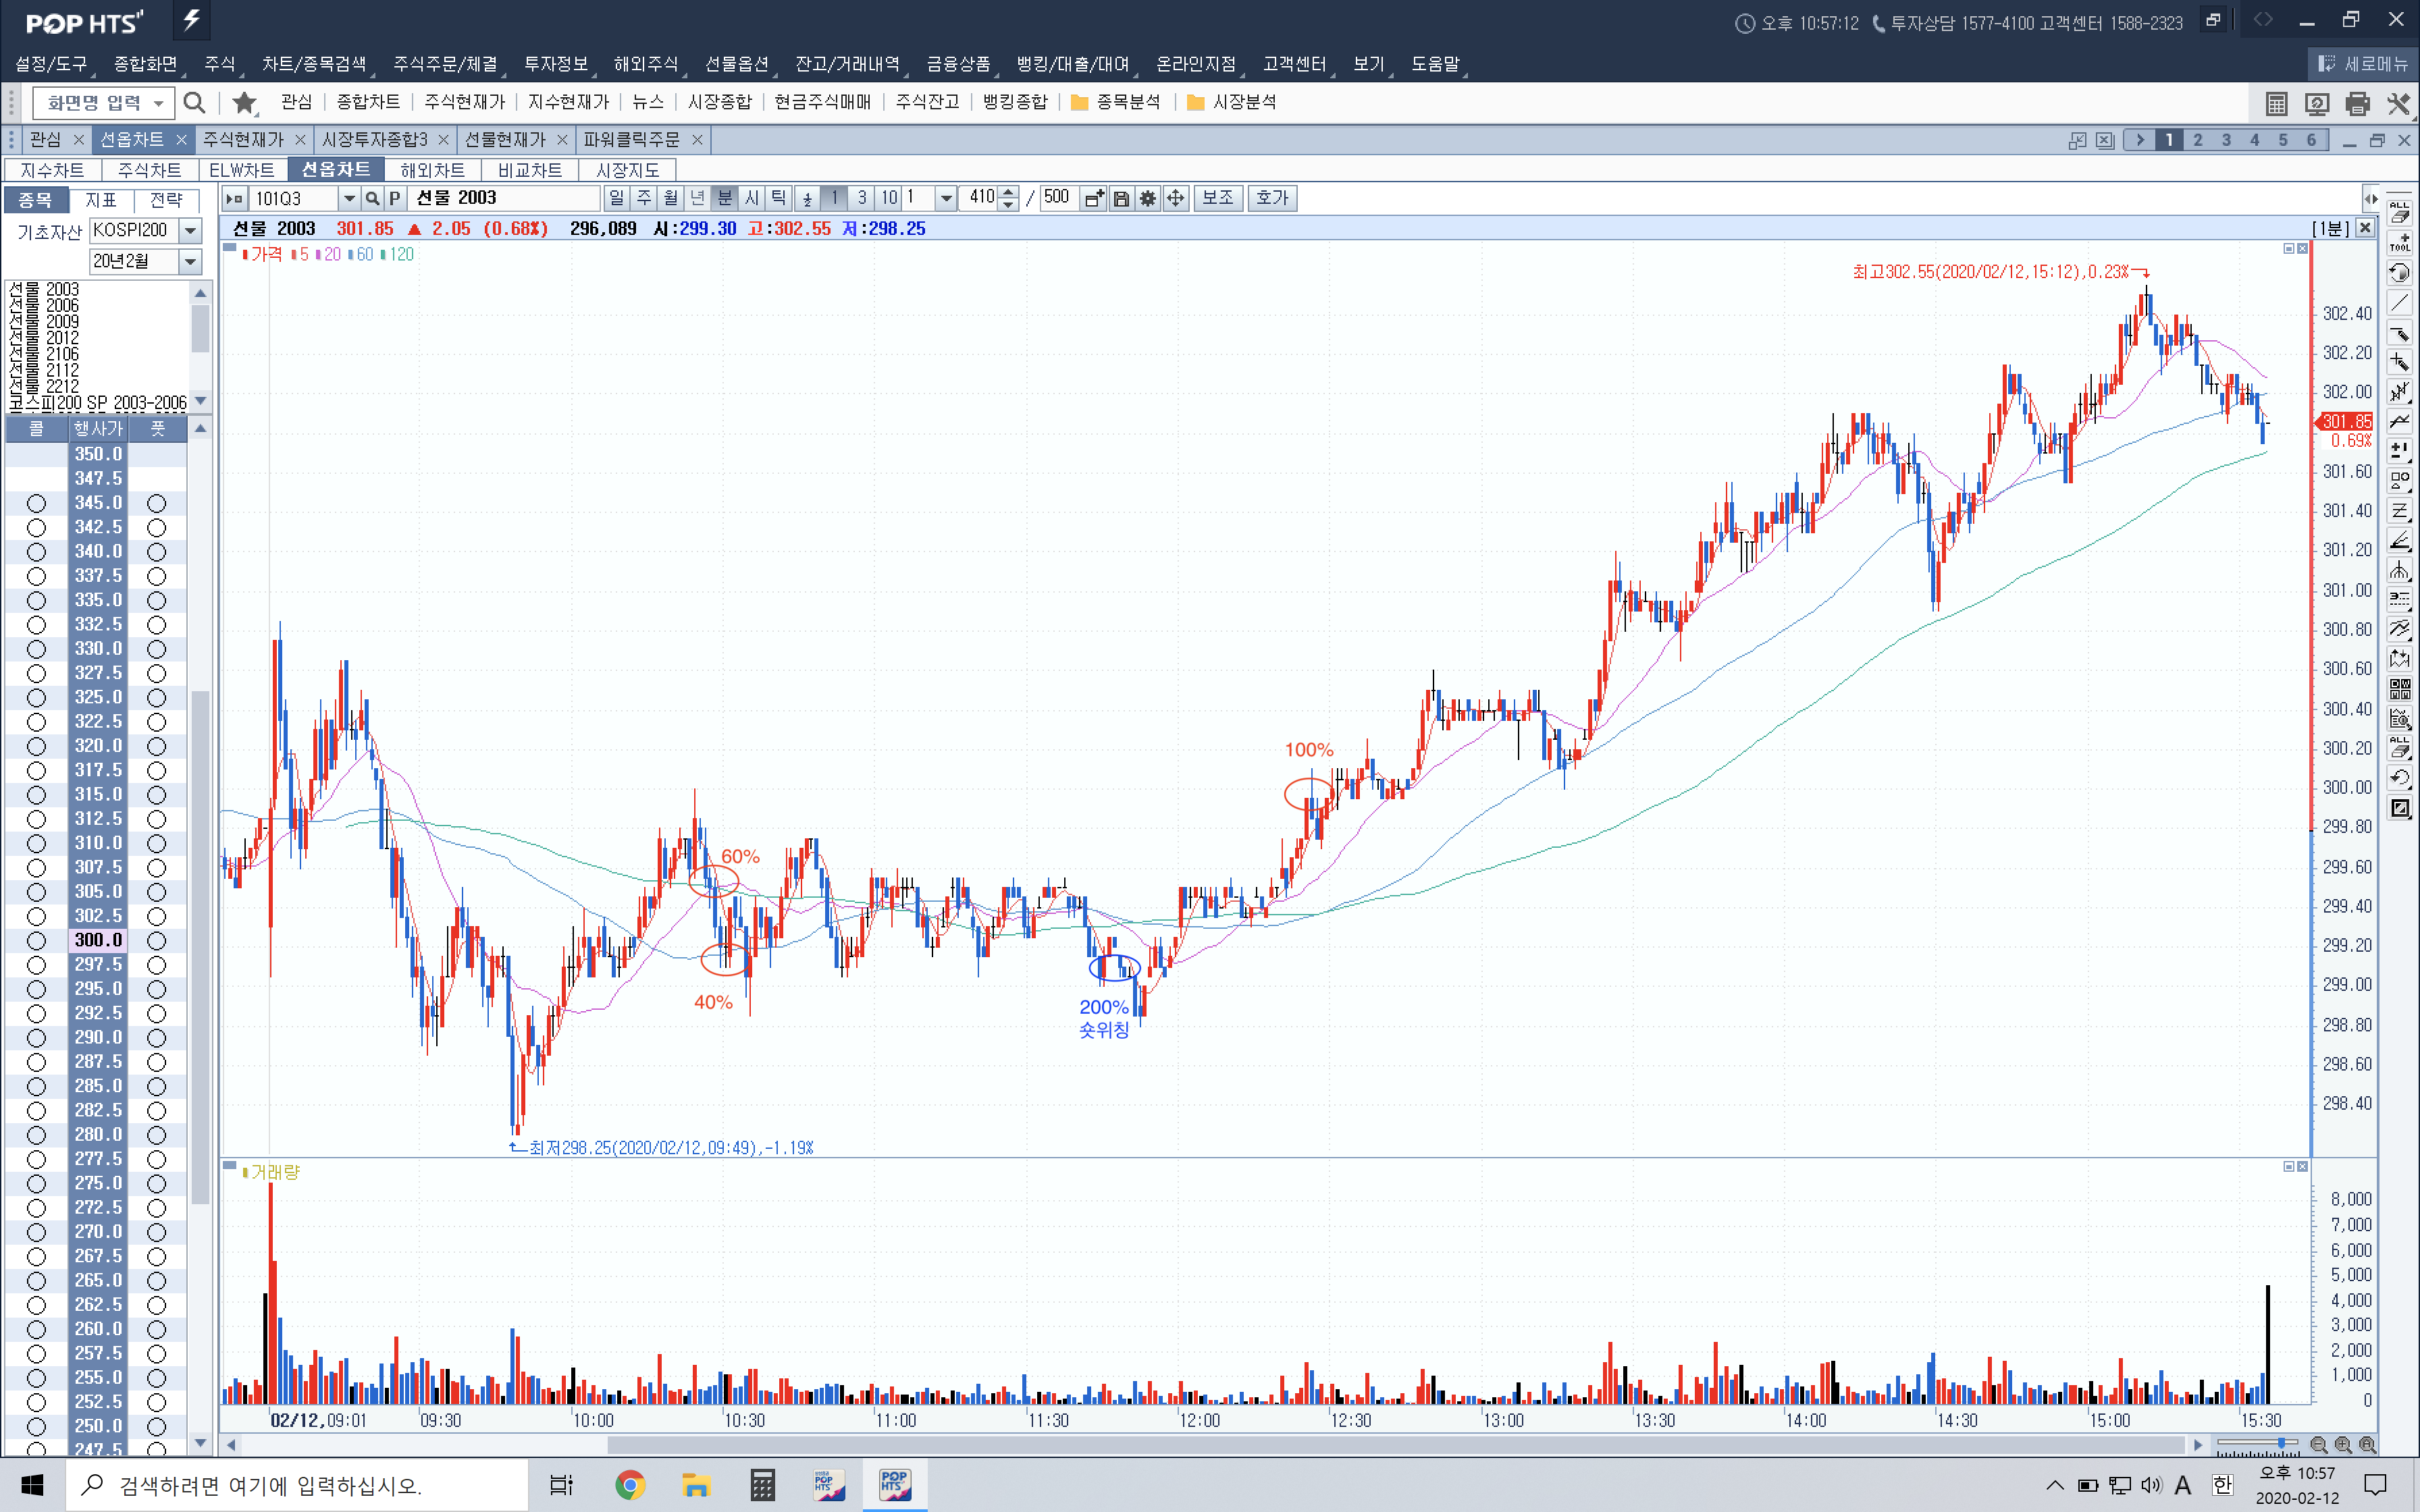 POP HTS
오후 10:57:12 투자상담 1577-4100 고객센터 1588-2323
설정/도구 종합화면 주식 차트/종목검색 주식주문/체결 투자정보 해외주식 선물옵션 잔고/거래내역 금융상품 뱅킹/대출/대여 온라인지점 고객센터 보기 도움말 세로메뉴
화면명 입력 관심 종합차트 주식현재가 지수현재가 뉴스 시장종합 현금주식매매 주식잔고 뱅킹종합 종목분석 시장분석
관심 선옵차트 주식현재가 시장투자종합3 선물현재가 파워클릭주문 1 2 3 4 5 6
지수차트 주식차트 ELW차트 선옵차트 해외차트 비교차트 시장지도
종목 지표 전략 101Q3 P 선물 2003 일 주 월 년 분 시 틱 1 3 10 1 410 / 500 보조 호가
기초자산 KOSPI200
선물 2003 301.85 ▲ 2.05 (0.68%) 296,089 시:299.30 고:302.55 저:298.25 [1분]
20년2월
가격 5 20 60 120
선물 2003
선물 2006
선물 2009
선물 2012
선물 2106
선물 2112
선물 2212
코스피200 SP 2003-2006
콜 행사가 풋
350.0
347.5
345.0
342.5
340.0
337.5
335.0
332.5
330.0
327.5
325.0
322.5
320.0
317.5
315.0
312.5
310.0
307.5
305.0
302.5
300.0
297.5
295.0
292.5
290.0
287.5
285.0
282.5
280.0
277.5
275.0
272.5
270.0
267.5
265.0
262.5
260.0
257.5
255.0
252.5
250.0
247.5
최고302.55(2020/02/12,15:12),0.23%
100%
60%
40%
200%
숏위칭
최저298.25(2020/02/12,09:49),-1.19%
302.40
302.20
302.00
301.85
0.69%
301.60
301.40
301.20
301.00
300.80
300.60
300.40
300.20
300.00
299.80
299.60
299.40
299.20
299.00
298.80
298.60
298.40
거래량
8,000
7,000
6,000
5,000
4,000
3,000
2,000
1,000
0
02/12,09:01 09:30 10:00 10:30 11:00 11:30 12:00 12:30 13:00 13:30 14:00 14:30 15:00 15:30
ALL
TOOL
ALL
검색하려면 여기에 입력하십시오.
POP HTS
POP HTS
A 한
오후 10:57
2020-02-12